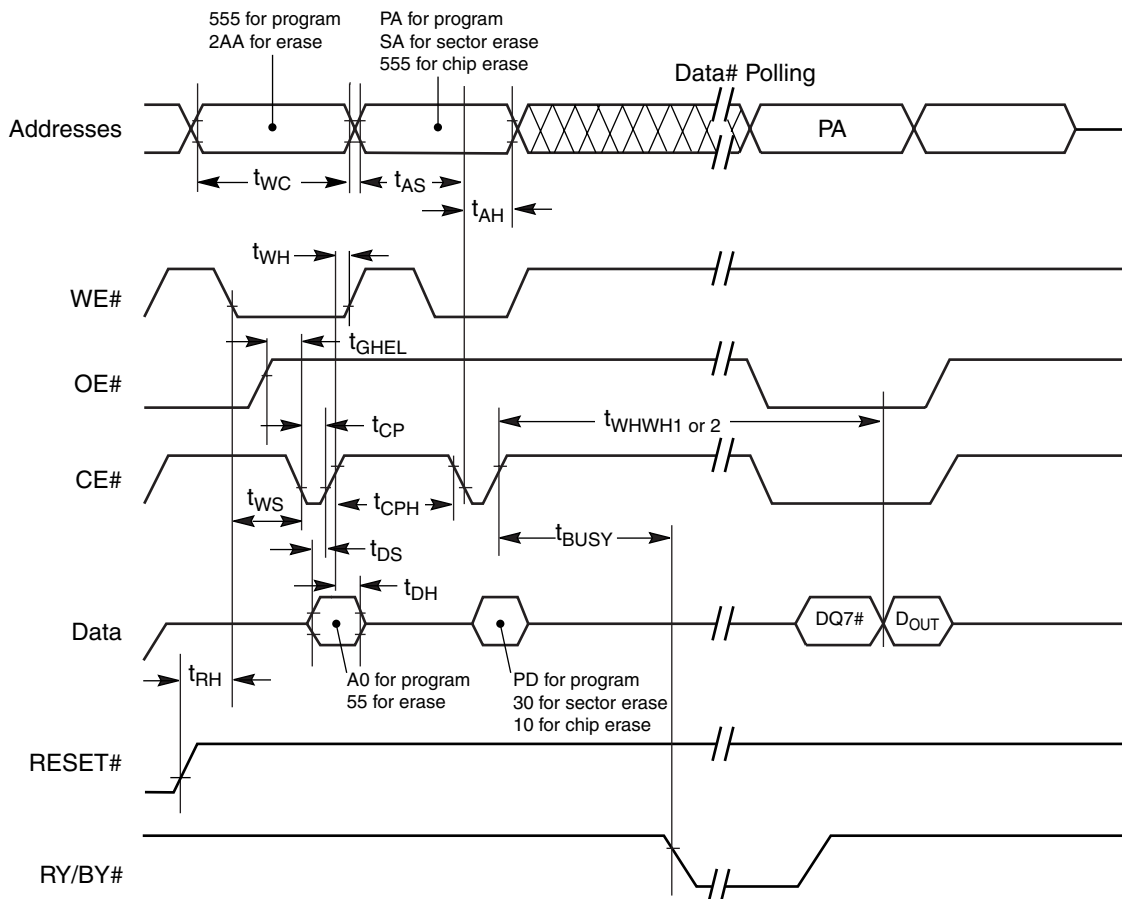 555 for program
2AA for erase
PA for program
SA for sector erase
555 for chip erase
Data# Polling
Addresses
PA
tWC
tAS
tAH
tWH
WE#
tGHEL
OE#
tWHWH1 or 2
tCP
CE#
tWS
tCPH
tBUSY
tDS
tDH
Data
DQ7#
DOUT
tRH
A0 for program
55 for erase
PD for program
30 for sector erase
10 for chip erase
RESET#
RY/BY#